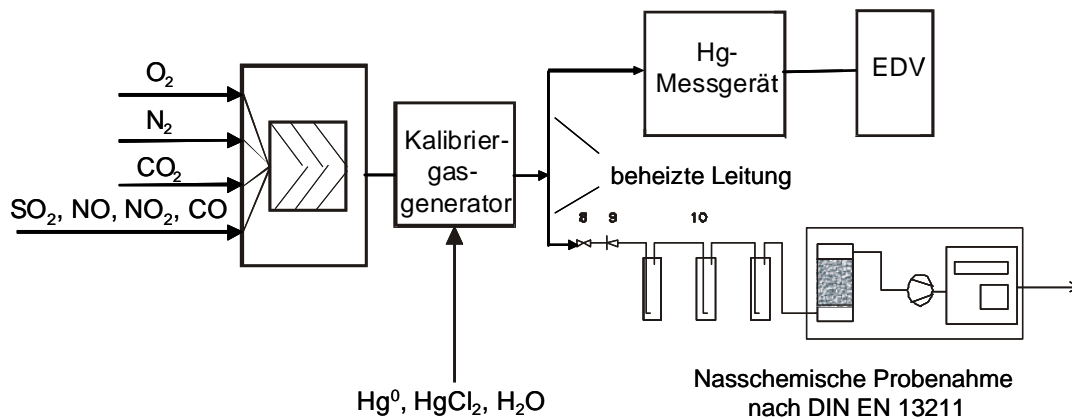 O₂
N₂
CO₂
SO₂, NO, NO₂, CO
Kalibrier-
gas-
generator
Hg⁰, HgCl₂, H₂O
Hg-
Messgerät
EDV
beheizte Leitung
8 9 10
Nasschemische Probenahme
nach DIN EN 13211